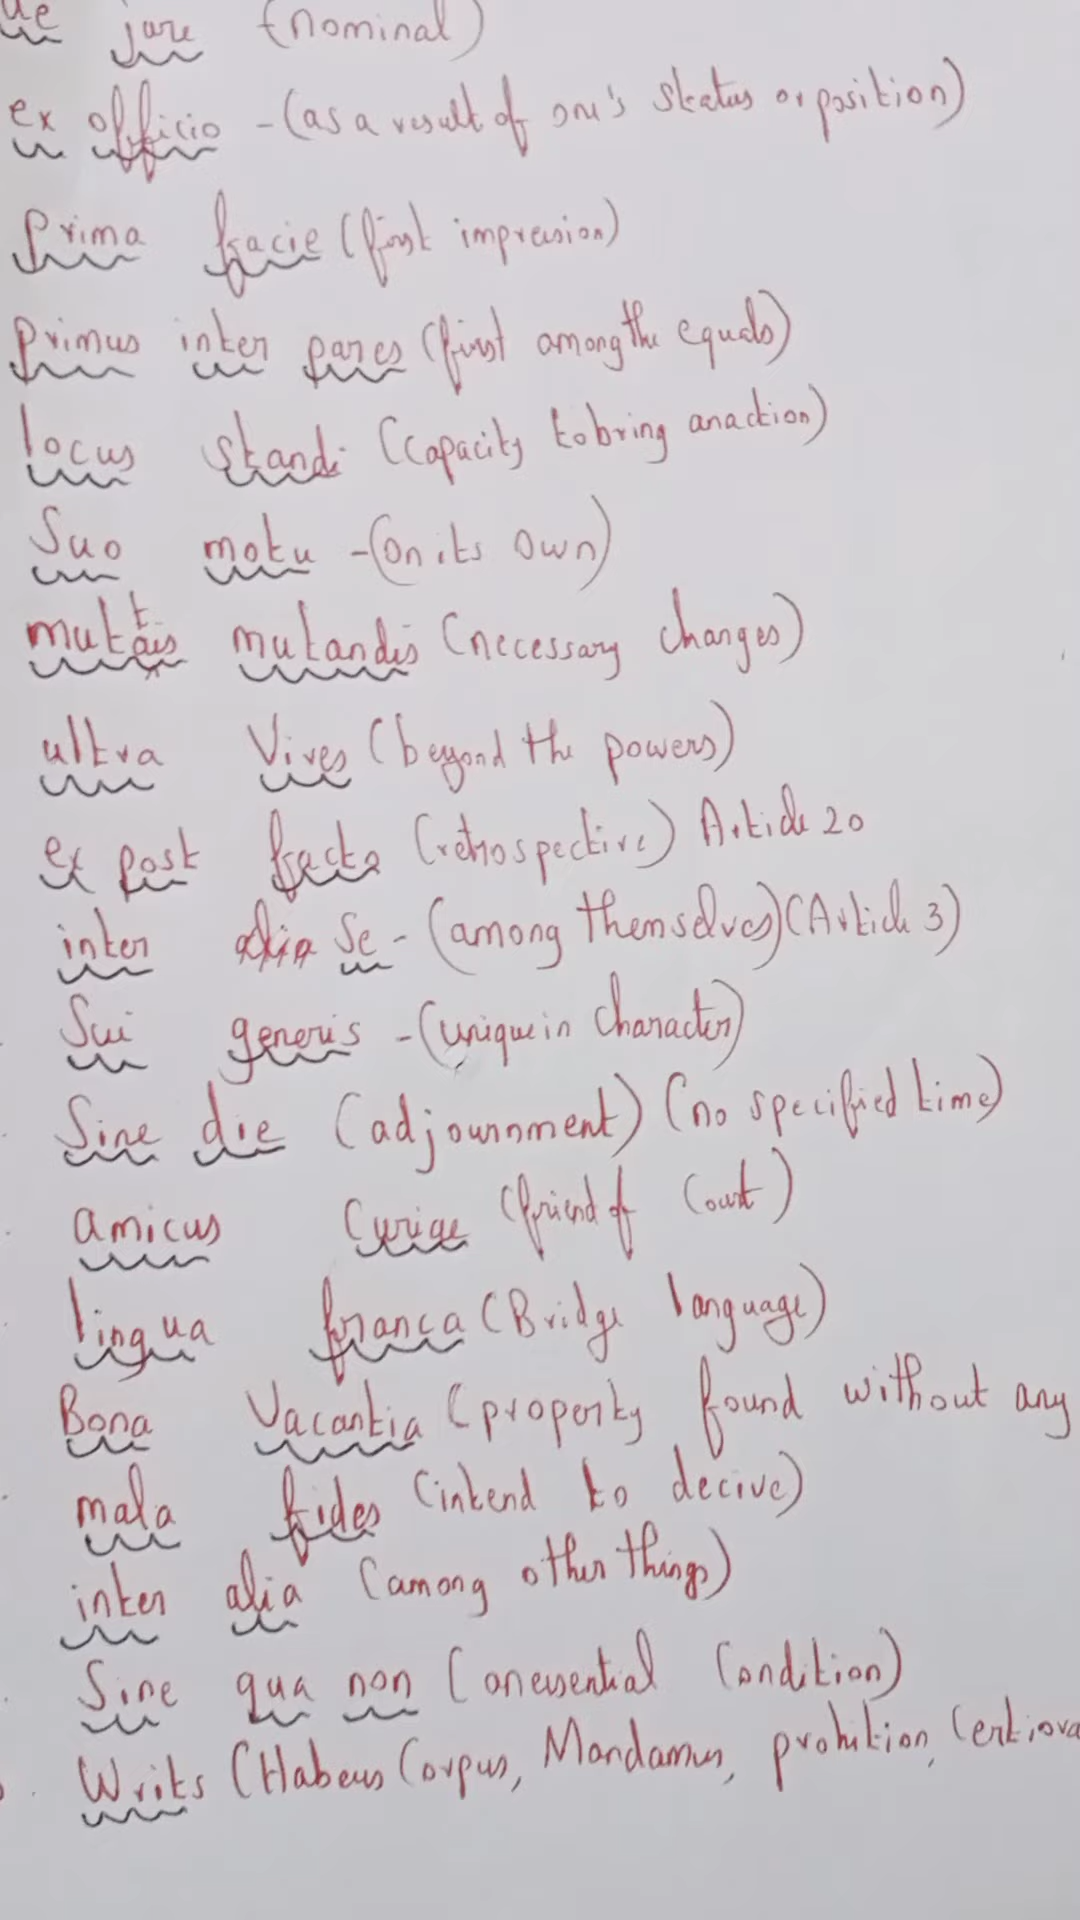 de jure (nominal)
ex officio - (as a result of one's status or position)
Prima facie (first impression)
Primus inter pares (first among the equals)
locus standi (Capacity to bring an action)
Suo motu - (on its own)
mutatis mutandis (necessary changes)
ultra Vires (beyond the powers)
ex post facto (retrospective) Article 20
inter se - (among themselves) (Article 3)
Sui generis - (unique in character)
Sine die (adjournment) (no specified time)
amicus Curiae (friend of Court)
lingua franca (Bridge language)
Bona Vacantia (property found without any
mala fides (intend to decive)
inter alia (among other things)
Sine qua non (an essential Condition)
Writs (Habeus Corpus, Mandamus, prohibition, Certiora